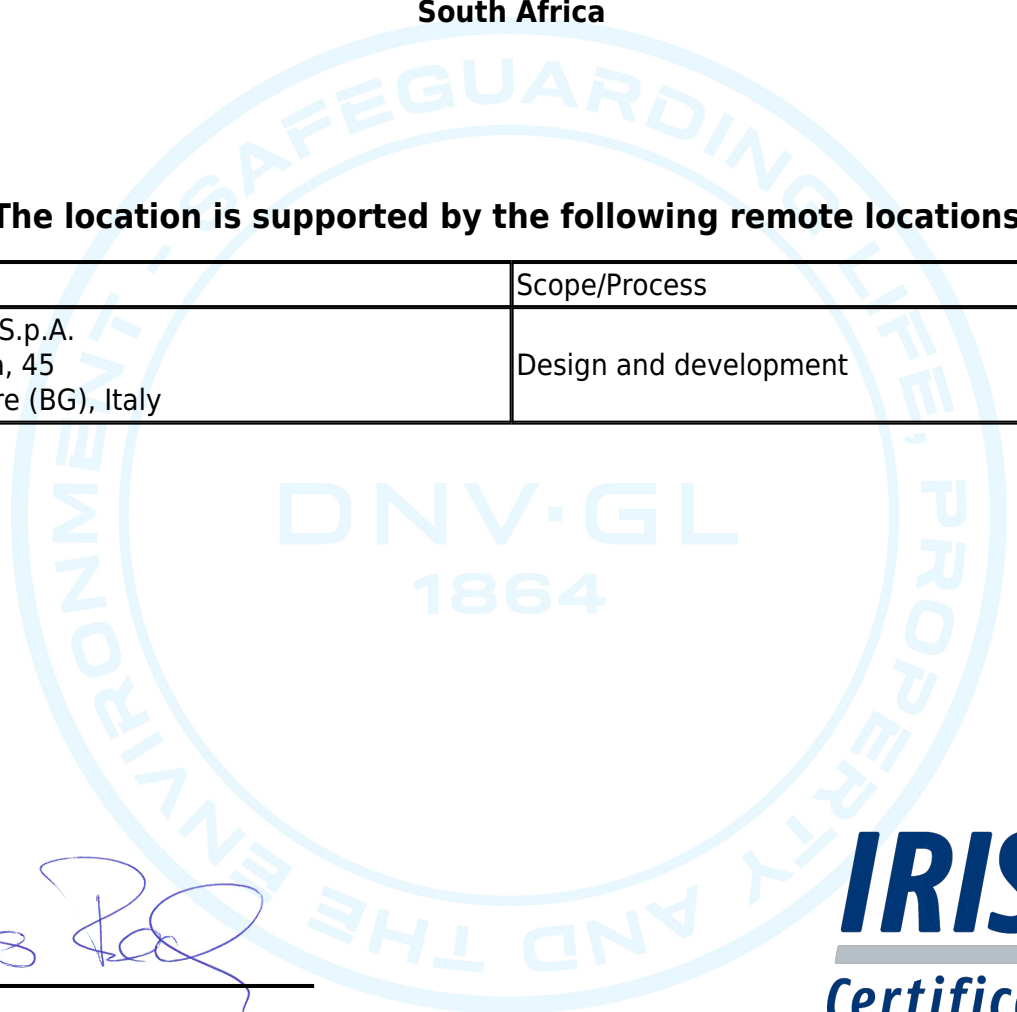 South Africa
The location is supported by the following remote locations
Scope/Process
S.p.A.
, 45
re (BG), Italy
Design and development
SAFEGUARDING LIFE, PROPERTY AND THE ENVIRONMENT -
DNV·GL
1864
IRIS
Certific